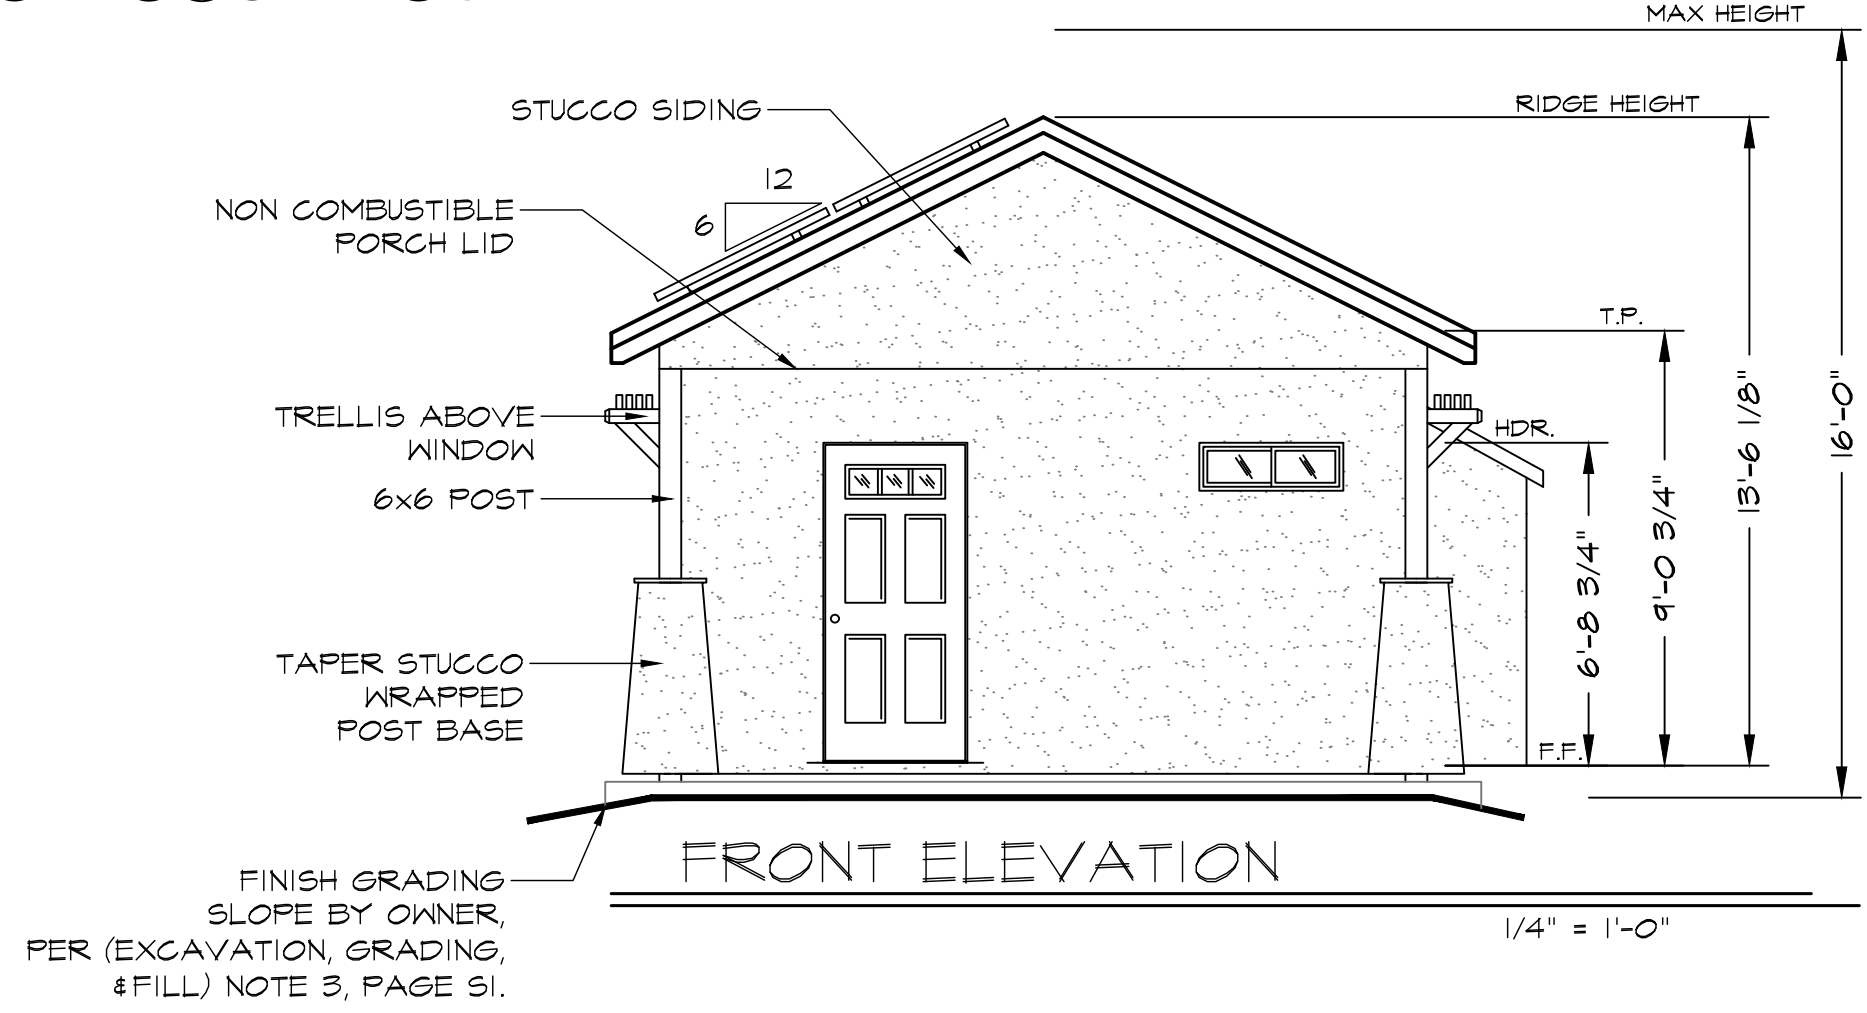 MAX HEIGHT
RIDGE HEIGHT
STUCCO SIDING
12
6
NON COMBUSTIBLE
PORCH LID
T.P.
TRELLIS ABOVE
WINDOW
HDR.
6x6 POST
16'-0"
13'-6 1/8"
9'-0 3/4"
6'-8 3/4"
TAPER STUCCO
WRAPPED
POST BASE
F.F.
FRONT ELEVATION
1/4" = 1'-0"
FINISH GRADING
SLOPE BY OWNER,
PER (EXCAVATION, GRADING,
&FILL) NOTE 3, PAGE S1.